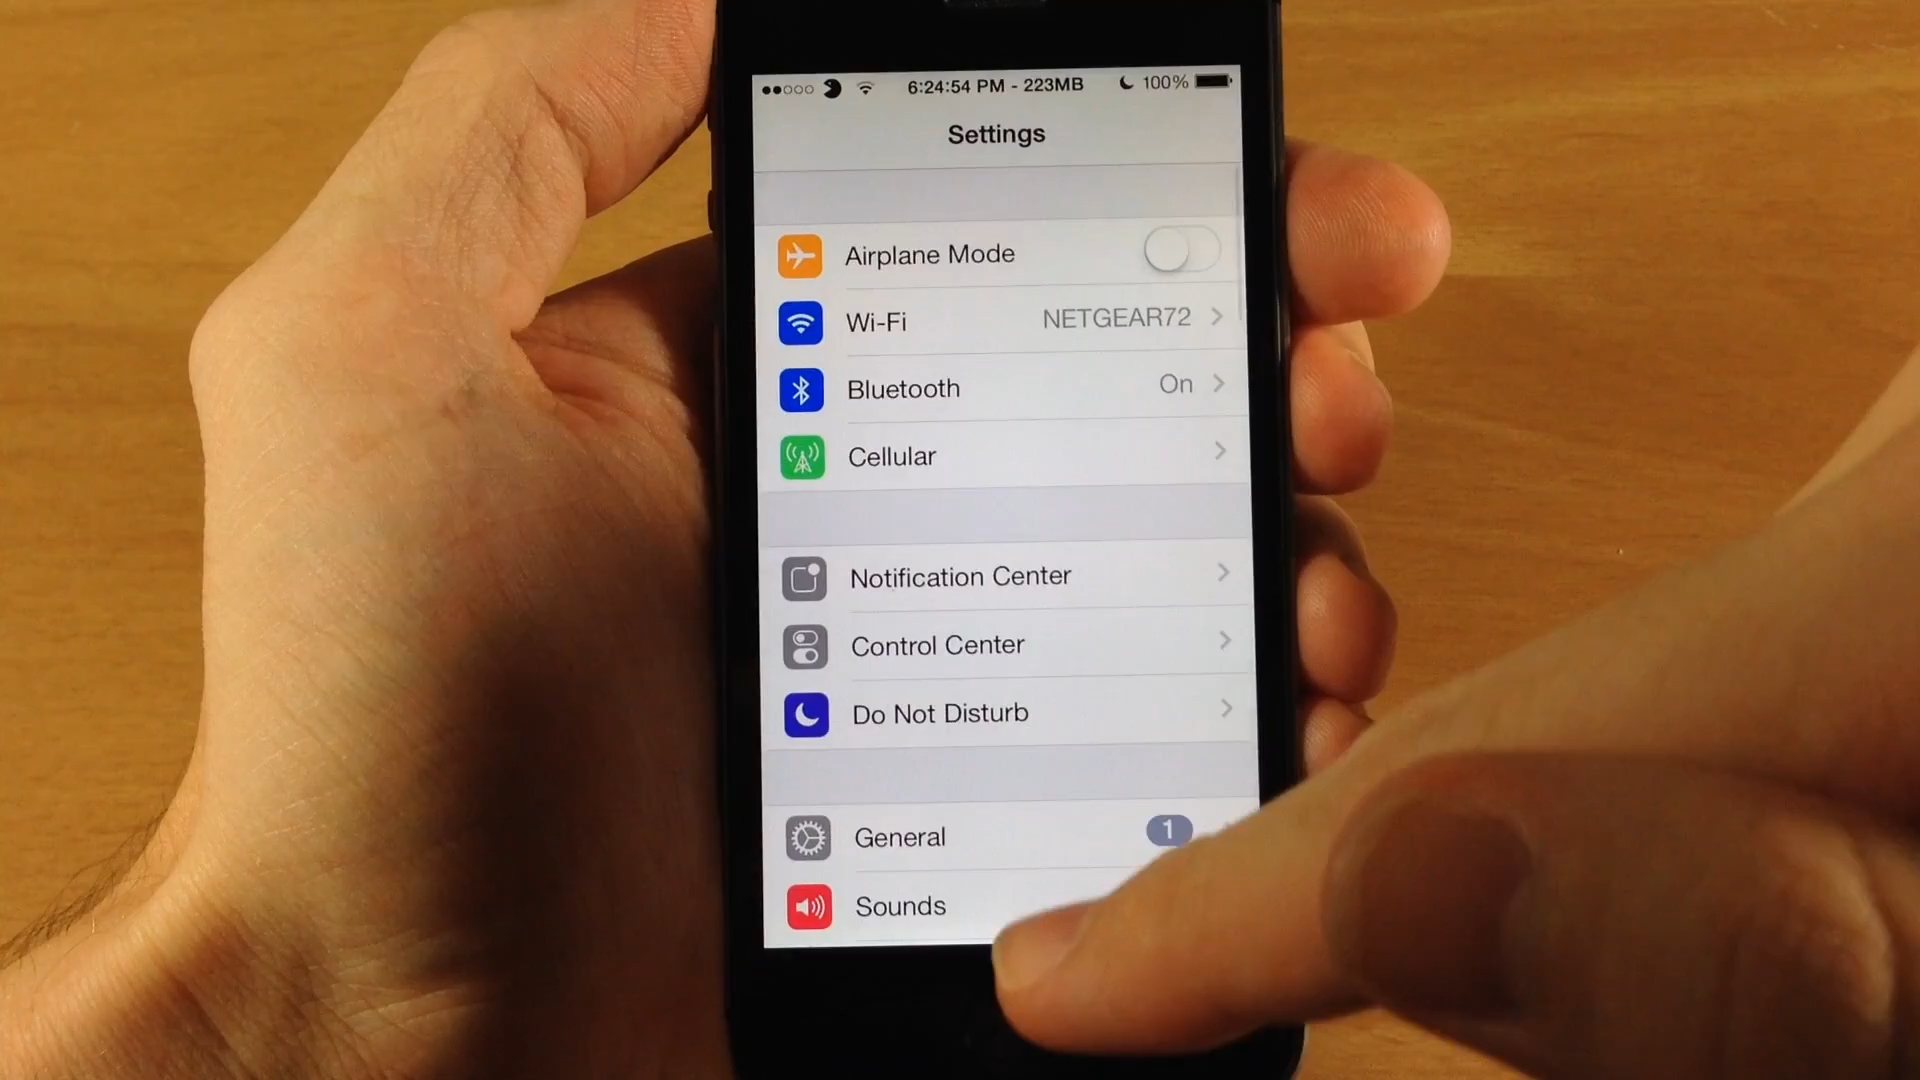 6:24:54 PM - 223MB 100%
Settings
Airplane Mode
Wi-Fi NETGEAR72
Bluetooth On
Cellular
Notification Center
Control Center
Do Not Disturb
General 1
Sounds